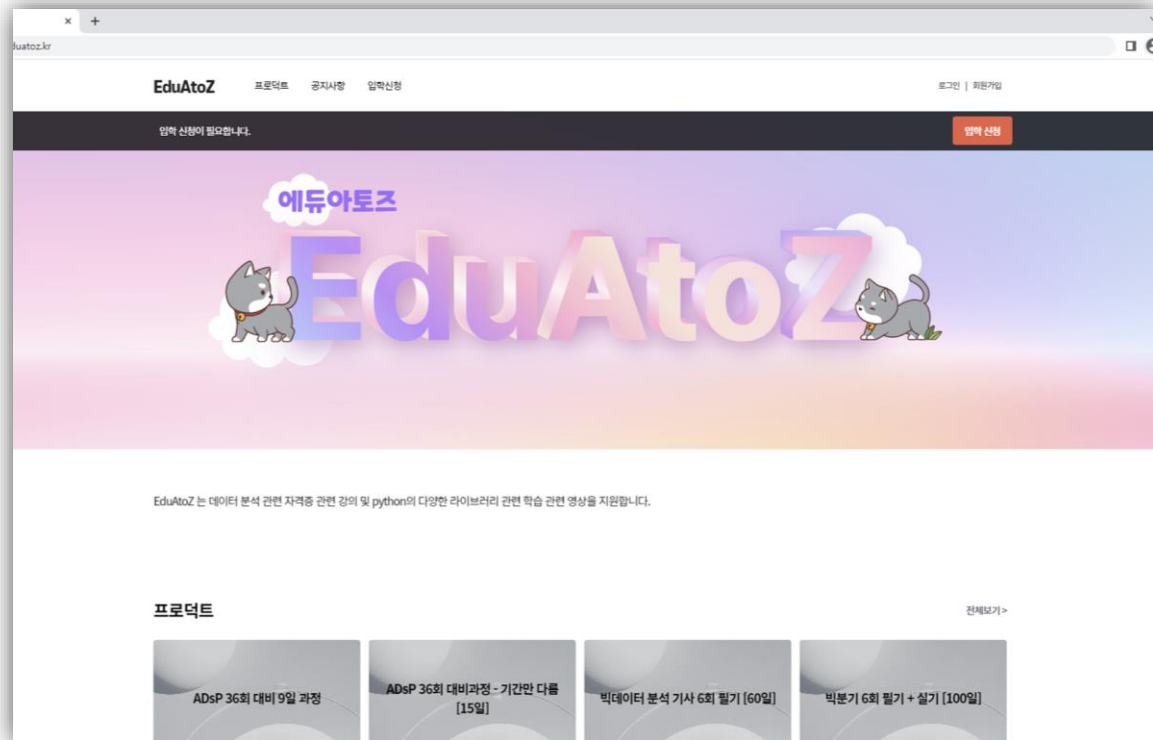 duatoz.kr
EduAtoZ 프로덕트 공지사항 입학신청 로그인 | 회원가입
입학 신청이 필요합니다. 입학 신청
에듀아토즈
EduAtoZ
EduAtoZ 는 데이터 분석 관련 자격증 관련 강의 및 python의 다양한 라이브러리 관련 학습 관련 영상을 지원합니다.
프로덕트 전체보기 >
ADsP 36회 대비 9일 과정
ADsP 36회 대비과정 - 기간만 다름
[15일]
빅데이터 분석 기사 6회 필기 [60일]
빅분기 6회 필기 + 실기 [100일]